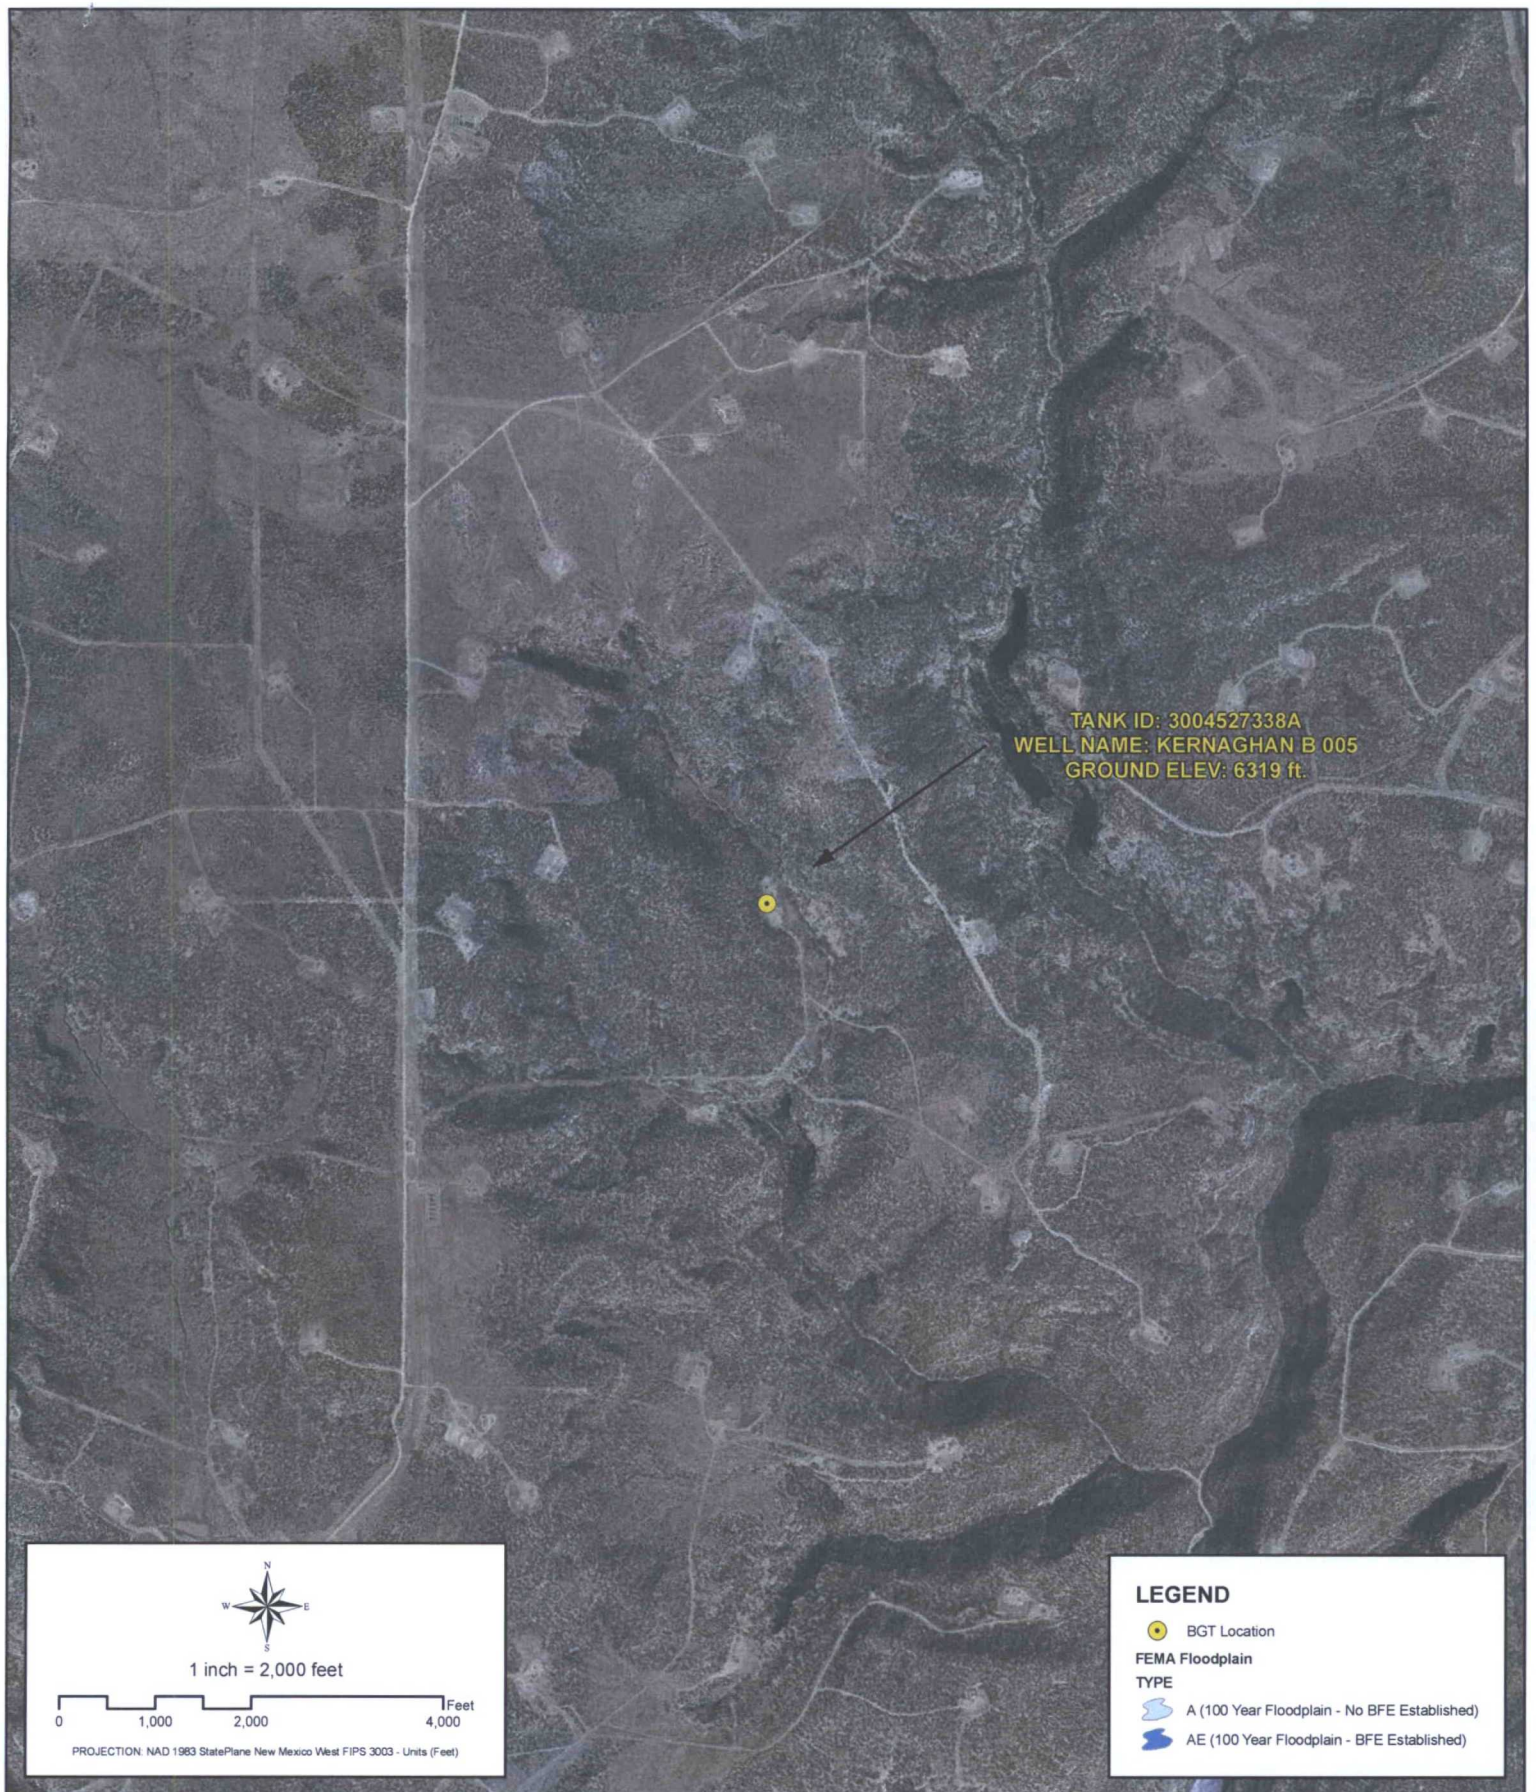 TANK ID: 3004527338A
WELL NAME: KERNAGHAN B 005
GROUND ELEV: 6319 ft.
N
W E
S
1 inch = 2,000 feet
Feet
0 1,000 2,000 4,000
PROJECTION: NAD 1983 StatePlane New Mexico West FIPS 3003 - Units (Feet)
LEGEND
BGT Location
FEMA Floodplain
TYPE
A (100 Year Floodplain - No BFE Established)
AE (100 Year Floodplain - BFE Established)